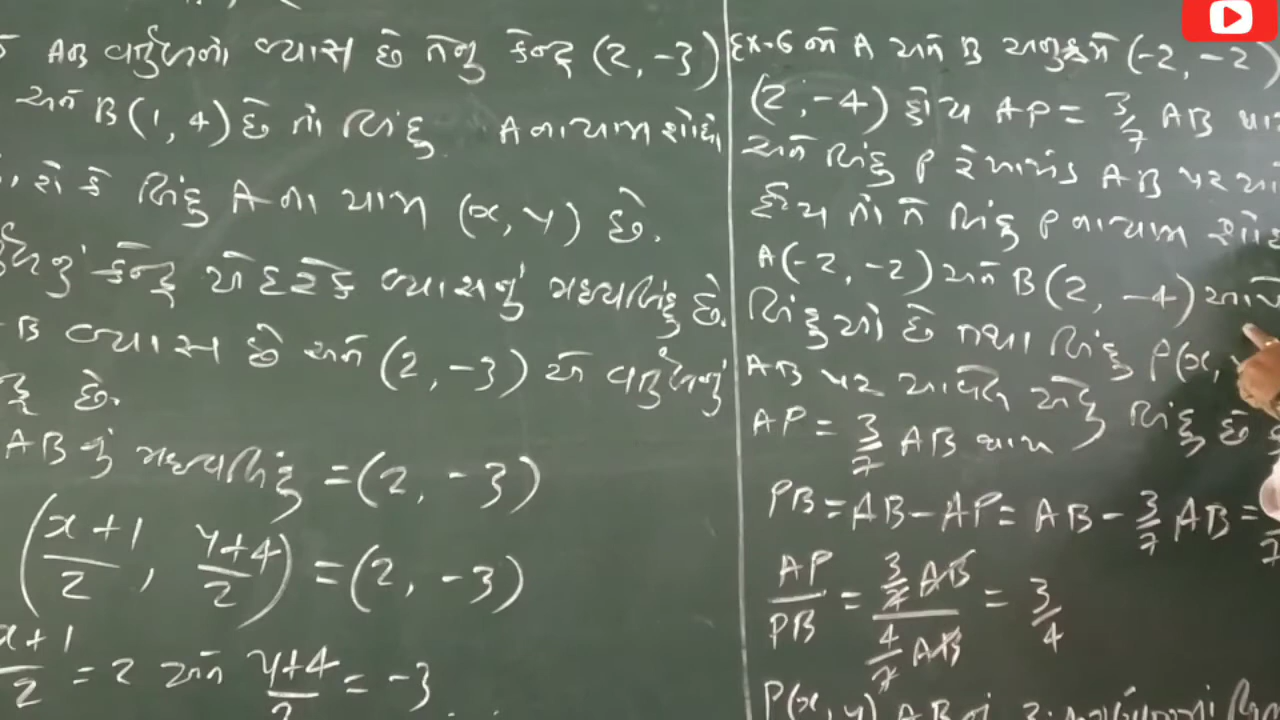 AB વર્તુળનો વ્યાસ છે તેનું કેન્દ્ર (2, -3)
અને B(1, 4) છે તો બિંદુ A ના યામ શોધો
ધારો કે બિંદુ A ના યામ (x, y) છે.
કેન્દ્ર એ દરેક વ્યાસનું મધ્યબિંદુ છે.
B વ્યાસ છે અને (2, -3) એ વર્તુળનું
છે.
AB નું મધ્યબિંદુ = (2, -3)
((x+1)/2, (y+4)/2) = (2, -3)
(x+1)/2 = 2 અને (y+4)/2 = -3
Ex-6 જો A અને B અનુક્રમે (-2, -2)
(2, -4) હોય AP = 3/7 AB
અને બિંદુ P રેખાખંડ AB પર
હોય તો તે બિંદુ P ના યામ
A(-2, -2) અને B(2, -4)
બિંદુઓ છે તથા બિંદુ P(x,
AB પર આવેલ એવું બિંદુ છે
AP = 3/7 AB થાય
PB = AB - AP = AB - 3/7 AB =
AP/PB = (3/7 AB)/(4/7 AB) = 3/4
P(x, y) AB